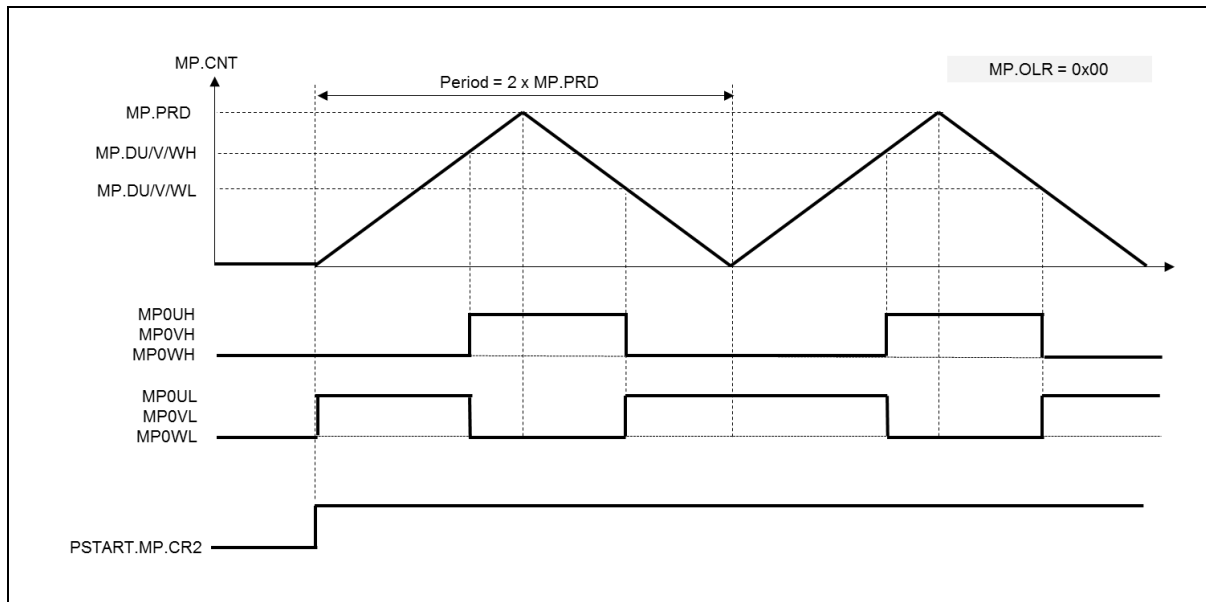 MP.CNT
Period = 2 x MP.PRD
MP.OLR = 0x00
MP.PRD
MP.DU/V/WH
MP.DU/V/WL
MP0UH
MP0VH
MP0WH
MP0UL
MP0VL
MP0WL
PSTART.MP.CR2